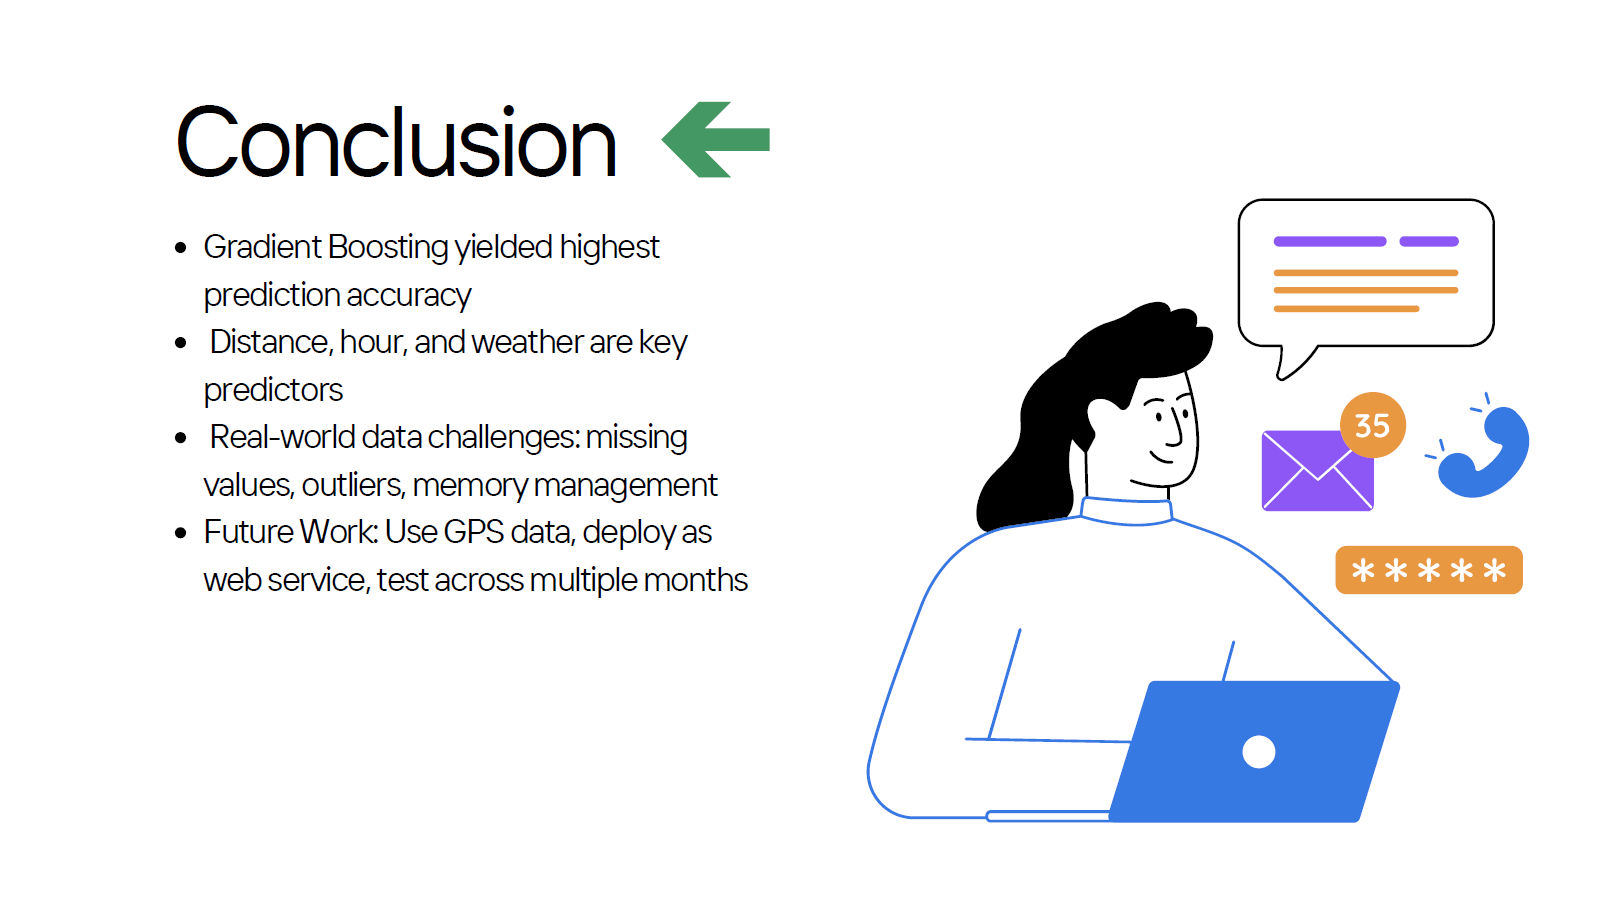 Conclusion
• Gradient Boosting yielded highest
prediction accuracy
• Distance, hour, and weather are key
predictors
• Real-world data challenges: missing
values, outliers, memory management
• Future Work: Use GPS data, deploy as
web service, test across multiple months
35
*****